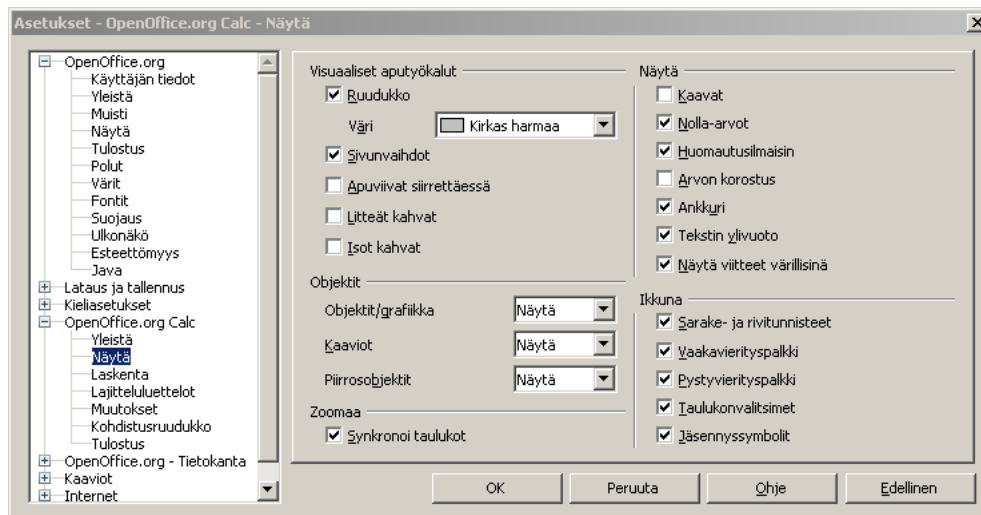 Asetukset - OpenOffice.org Calc - Näytä
OpenOffice.org
Käyttäjän tiedot
Yleistä
Muisti
Näytä
Tulostus
Polut
Värit
Fontit
Suojaus
Ulkonäkö
Esteettömyys
Java
Lataus ja tallennus
Kieliasetukset
OpenOffice.org Calc
Yleistä
Näytä
Laskenta
Lajitteluluettelot
Muutokset
Kohdistusruudukko
Tulostus
OpenOffice.org - Tietokanta
Kaaviot
Internet
Visuaaliset aputyökalut
Ruudukko
Väri Kirkas harmaa
Sivunvaihdot
Apuviivat siirrettäessä
Litteät kahvat
Isot kahvat
Objektit
Objektit/grafiikka Näytä
Kaaviot Näytä
Piirrosobjektit Näytä
Zoomaa
Synkronoi taulukot
Näytä
Kaavat
Nolla-arvot
Huomautusilmaisin
Arvon korostus
Ankkuri
Tekstin ylivuoto
Näytä viitteet värillisinä
Ikkuna
Sarake- ja rivitunnisteet
Vaakavierityspalkki
Pystyvierityspalkki
Taulukonvalitsimet
Jäsennyssymbolit
OK Peruuta Ohje Edellinen